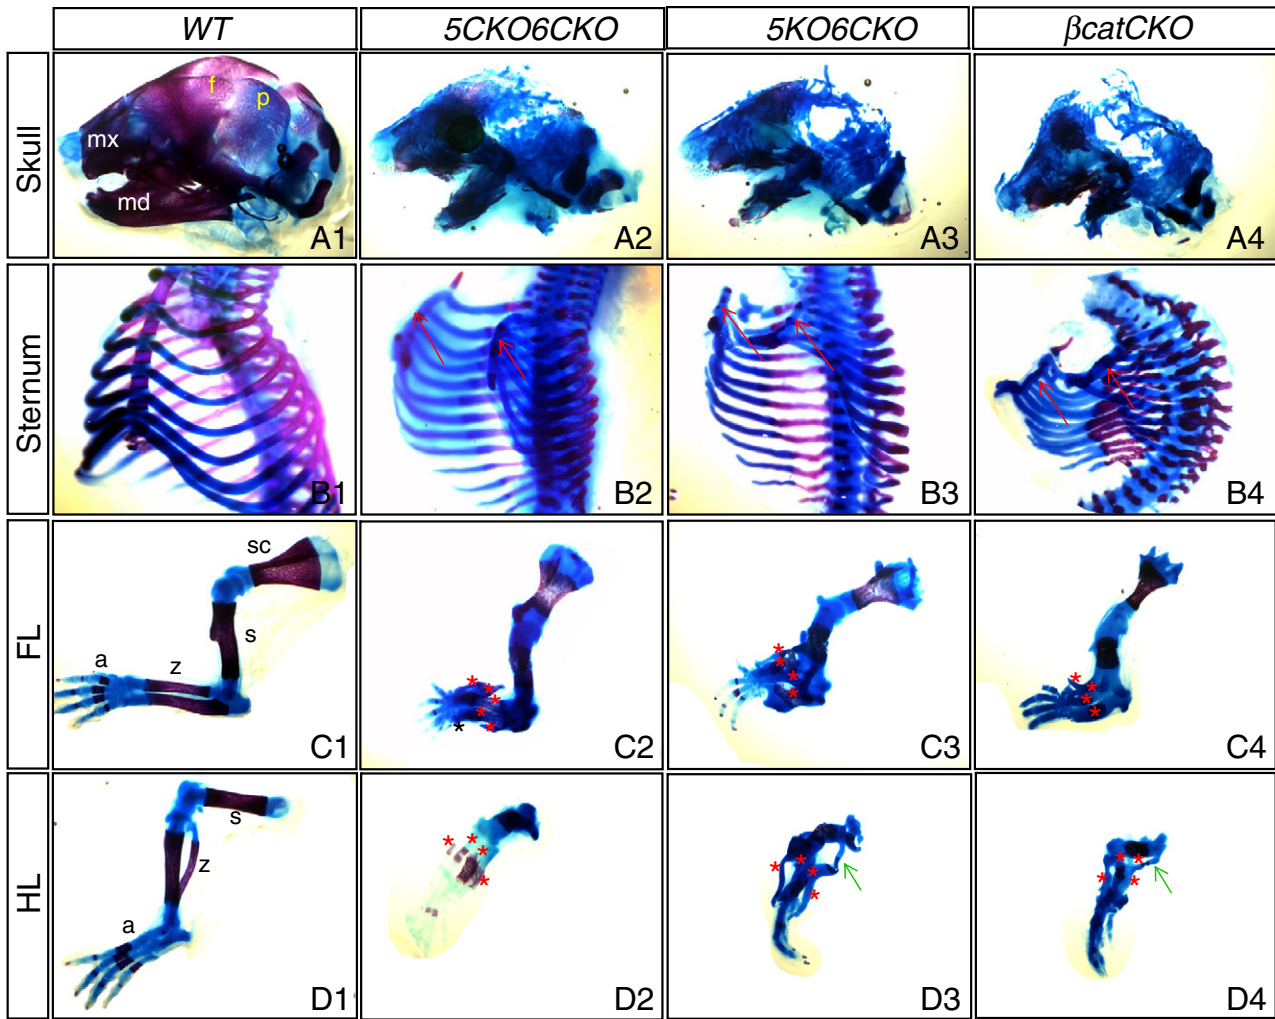 WT 5CKO6CKO 5KO6CKO βcatCKO
Skull
f
p
mx
md
A1 A2 A3 A4
Sternum
B1 B2 B3 B4
FL
sc
s
a z
* * * * * *
* * * *
* * * *
C1 C2 C3 C4
HL
s
z
a
* * * *
* * * * *
* * * *
D1 D2 D3 D4